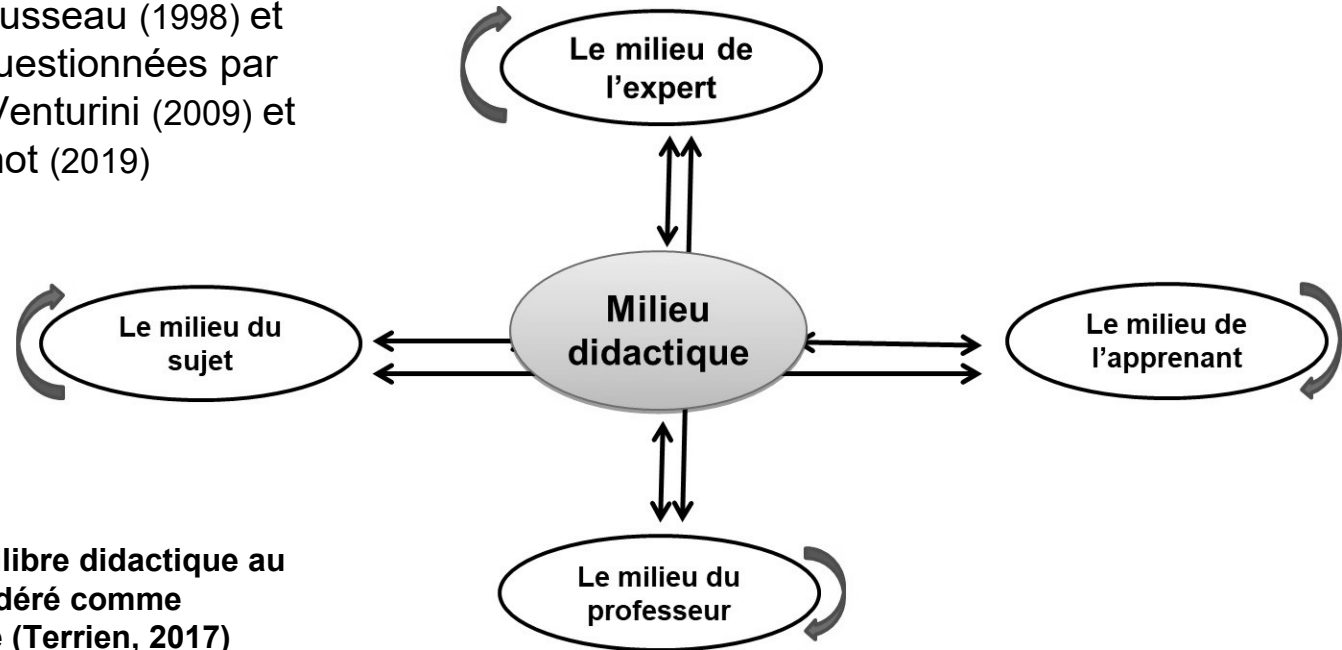 usseau (1998) et
uestionnées par
Venturini (2009) et
not (2019)
Le milieu de
l’expert
Le milieu du
sujet
Milieu
didactique
Le milieu de
l’apprenant
Le milieu du
professeur
libre didactique au
déré comme
(Terrien, 2017)